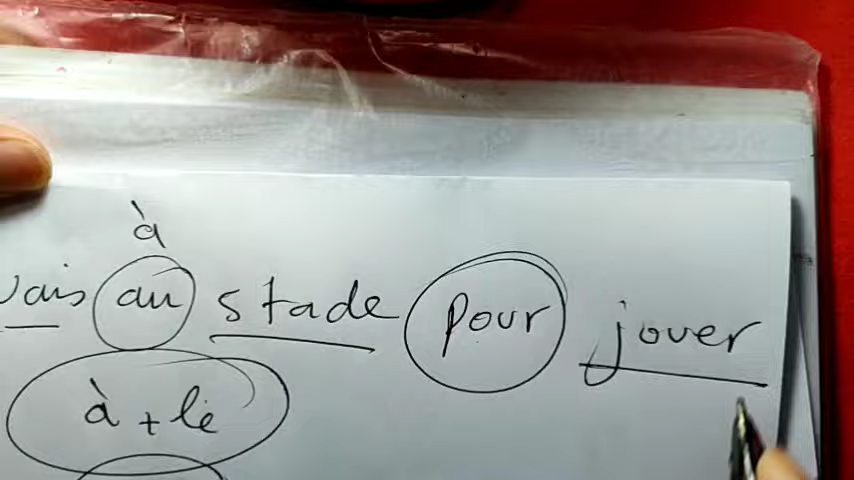 à
vais au stade pour jouer
à + le